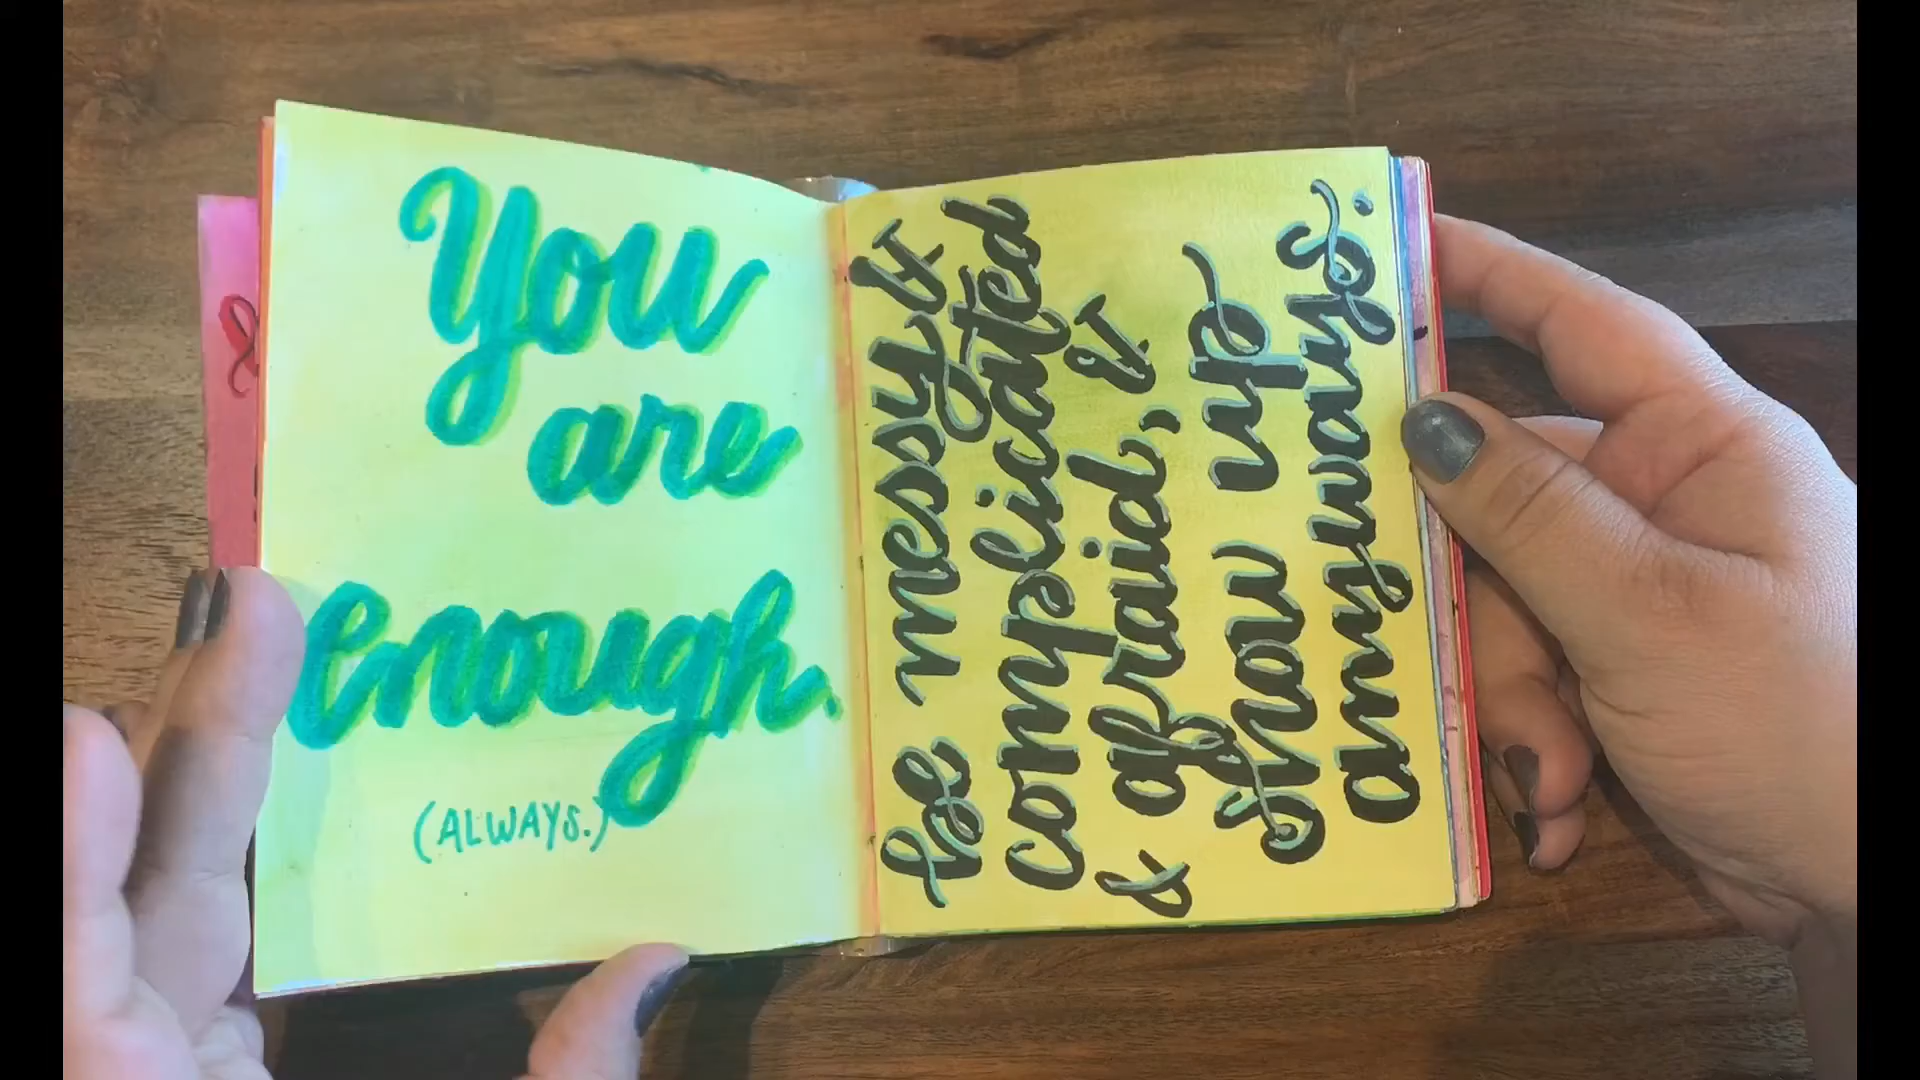 You
are
enough.
(ALWAYS.)
be messy &
complicated
& afraid, &
show up
anyways.